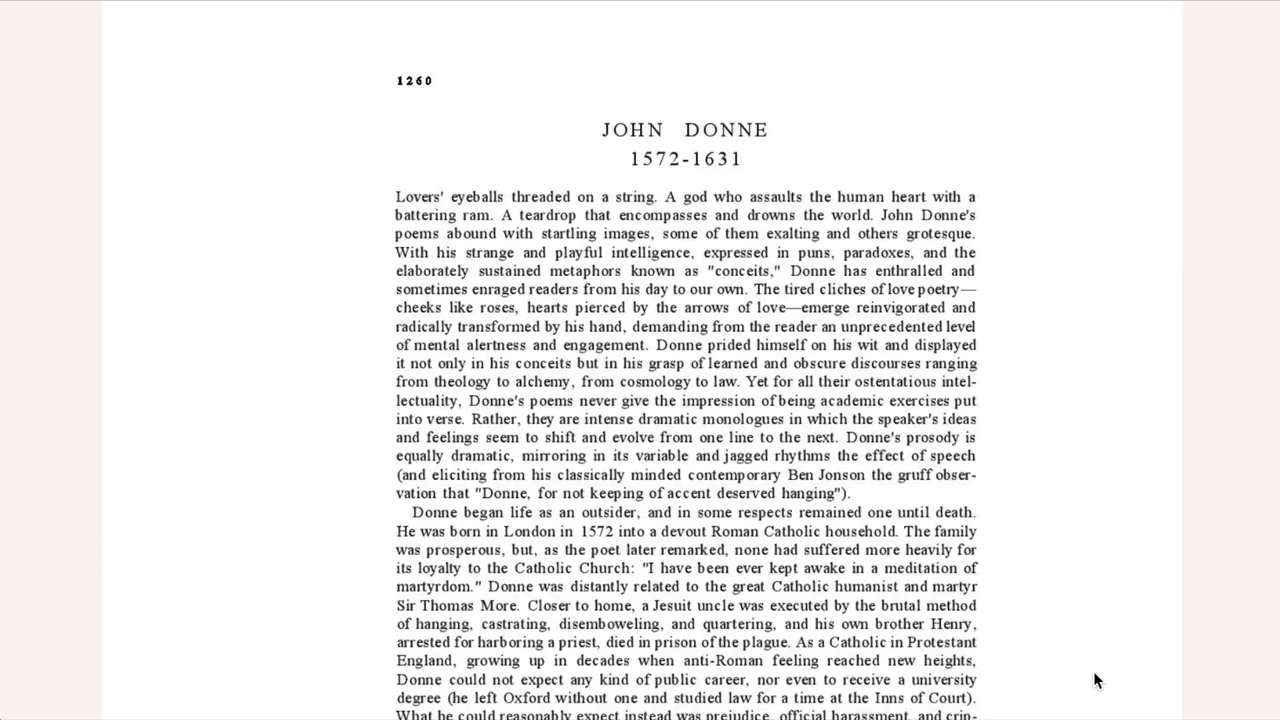 1260
JOHN DONNE
1572-1631
Lovers' eyeballs threaded on a string. A god who assaults the human heart with a
battering ram. A teardrop that encompasses and drowns the world. John Donne's
poems abound with startling images, some of them exalting and others grotesque.
With his strange and playful intelligence, expressed in puns, paradoxes, and the
elaborately sustained metaphors known as "conceits," Donne has enthralled and
sometimes enraged readers from his day to our own. The tired cliches of love poetry—
cheeks like roses, hearts pierced by the arrows of love—emerge reinvigorated and
radically transformed by his hand, demanding from the reader an unprecedented level
of mental alertness and engagement. Donne prided himself on his wit and displayed
it not only in his conceits but in his grasp of learned and obscure discourses ranging
from theology to alchemy, from cosmology to law. Yet for all their ostentatious intel-
lectuality, Donne's poems never give the impression of being academic exercises put
into verse. Rather, they are intense dramatic monologues in which the speaker's ideas
and feelings seem to shift and evolve from one line to the next. Donne's prosody is
equally dramatic, mirroring in its variable and jagged rhythms the effect of speech
(and eliciting from his classically minded contemporary Ben Jonson the gruff obser-
vation that "Donne, for not keeping of accent deserved hanging").
Donne began life as an outsider, and in some respects remained one until death.
He was born in London in 1572 into a devout Roman Catholic household. The family
was prosperous, but, as the poet later remarked, none had suffered more heavily for
its loyalty to the Catholic Church: "I have been ever kept awake in a meditation of
martyrdom." Donne was distantly related to the great Catholic humanist and martyr
Sir Thomas More. Closer to home, a Jesuit uncle was executed by the brutal method
of hanging, castrating, disemboweling, and quartering, and his own brother Henry,
arrested for harboring a priest, died in prison of the plague. As a Catholic in Protestant
England, growing up in decades when anti-Roman feeling reached new heights,
Donne could not expect any kind of public career, nor even to receive a university
degree (he left Oxford without one and studied law for a time at the Inns of Court).
What he could reasonably expect instead was prejudice, official harassment, and crip-